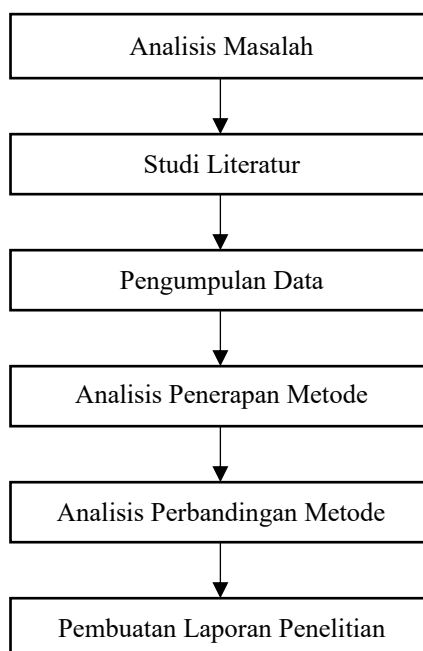 Analisis Masalah
Studi Literatur
Pengumpulan Data
Analisis Penerapan Metode
Analisis Perbandingan Metode
Pembuatan Laporan Penelitian